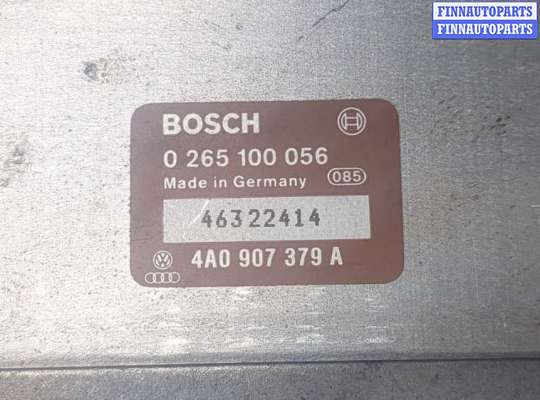 FINNAUTOPARTS
FINNAUTOPARTS
BOSCH
0 265 100 056
Made in Germany 085
46322414
4A0 907 379 A